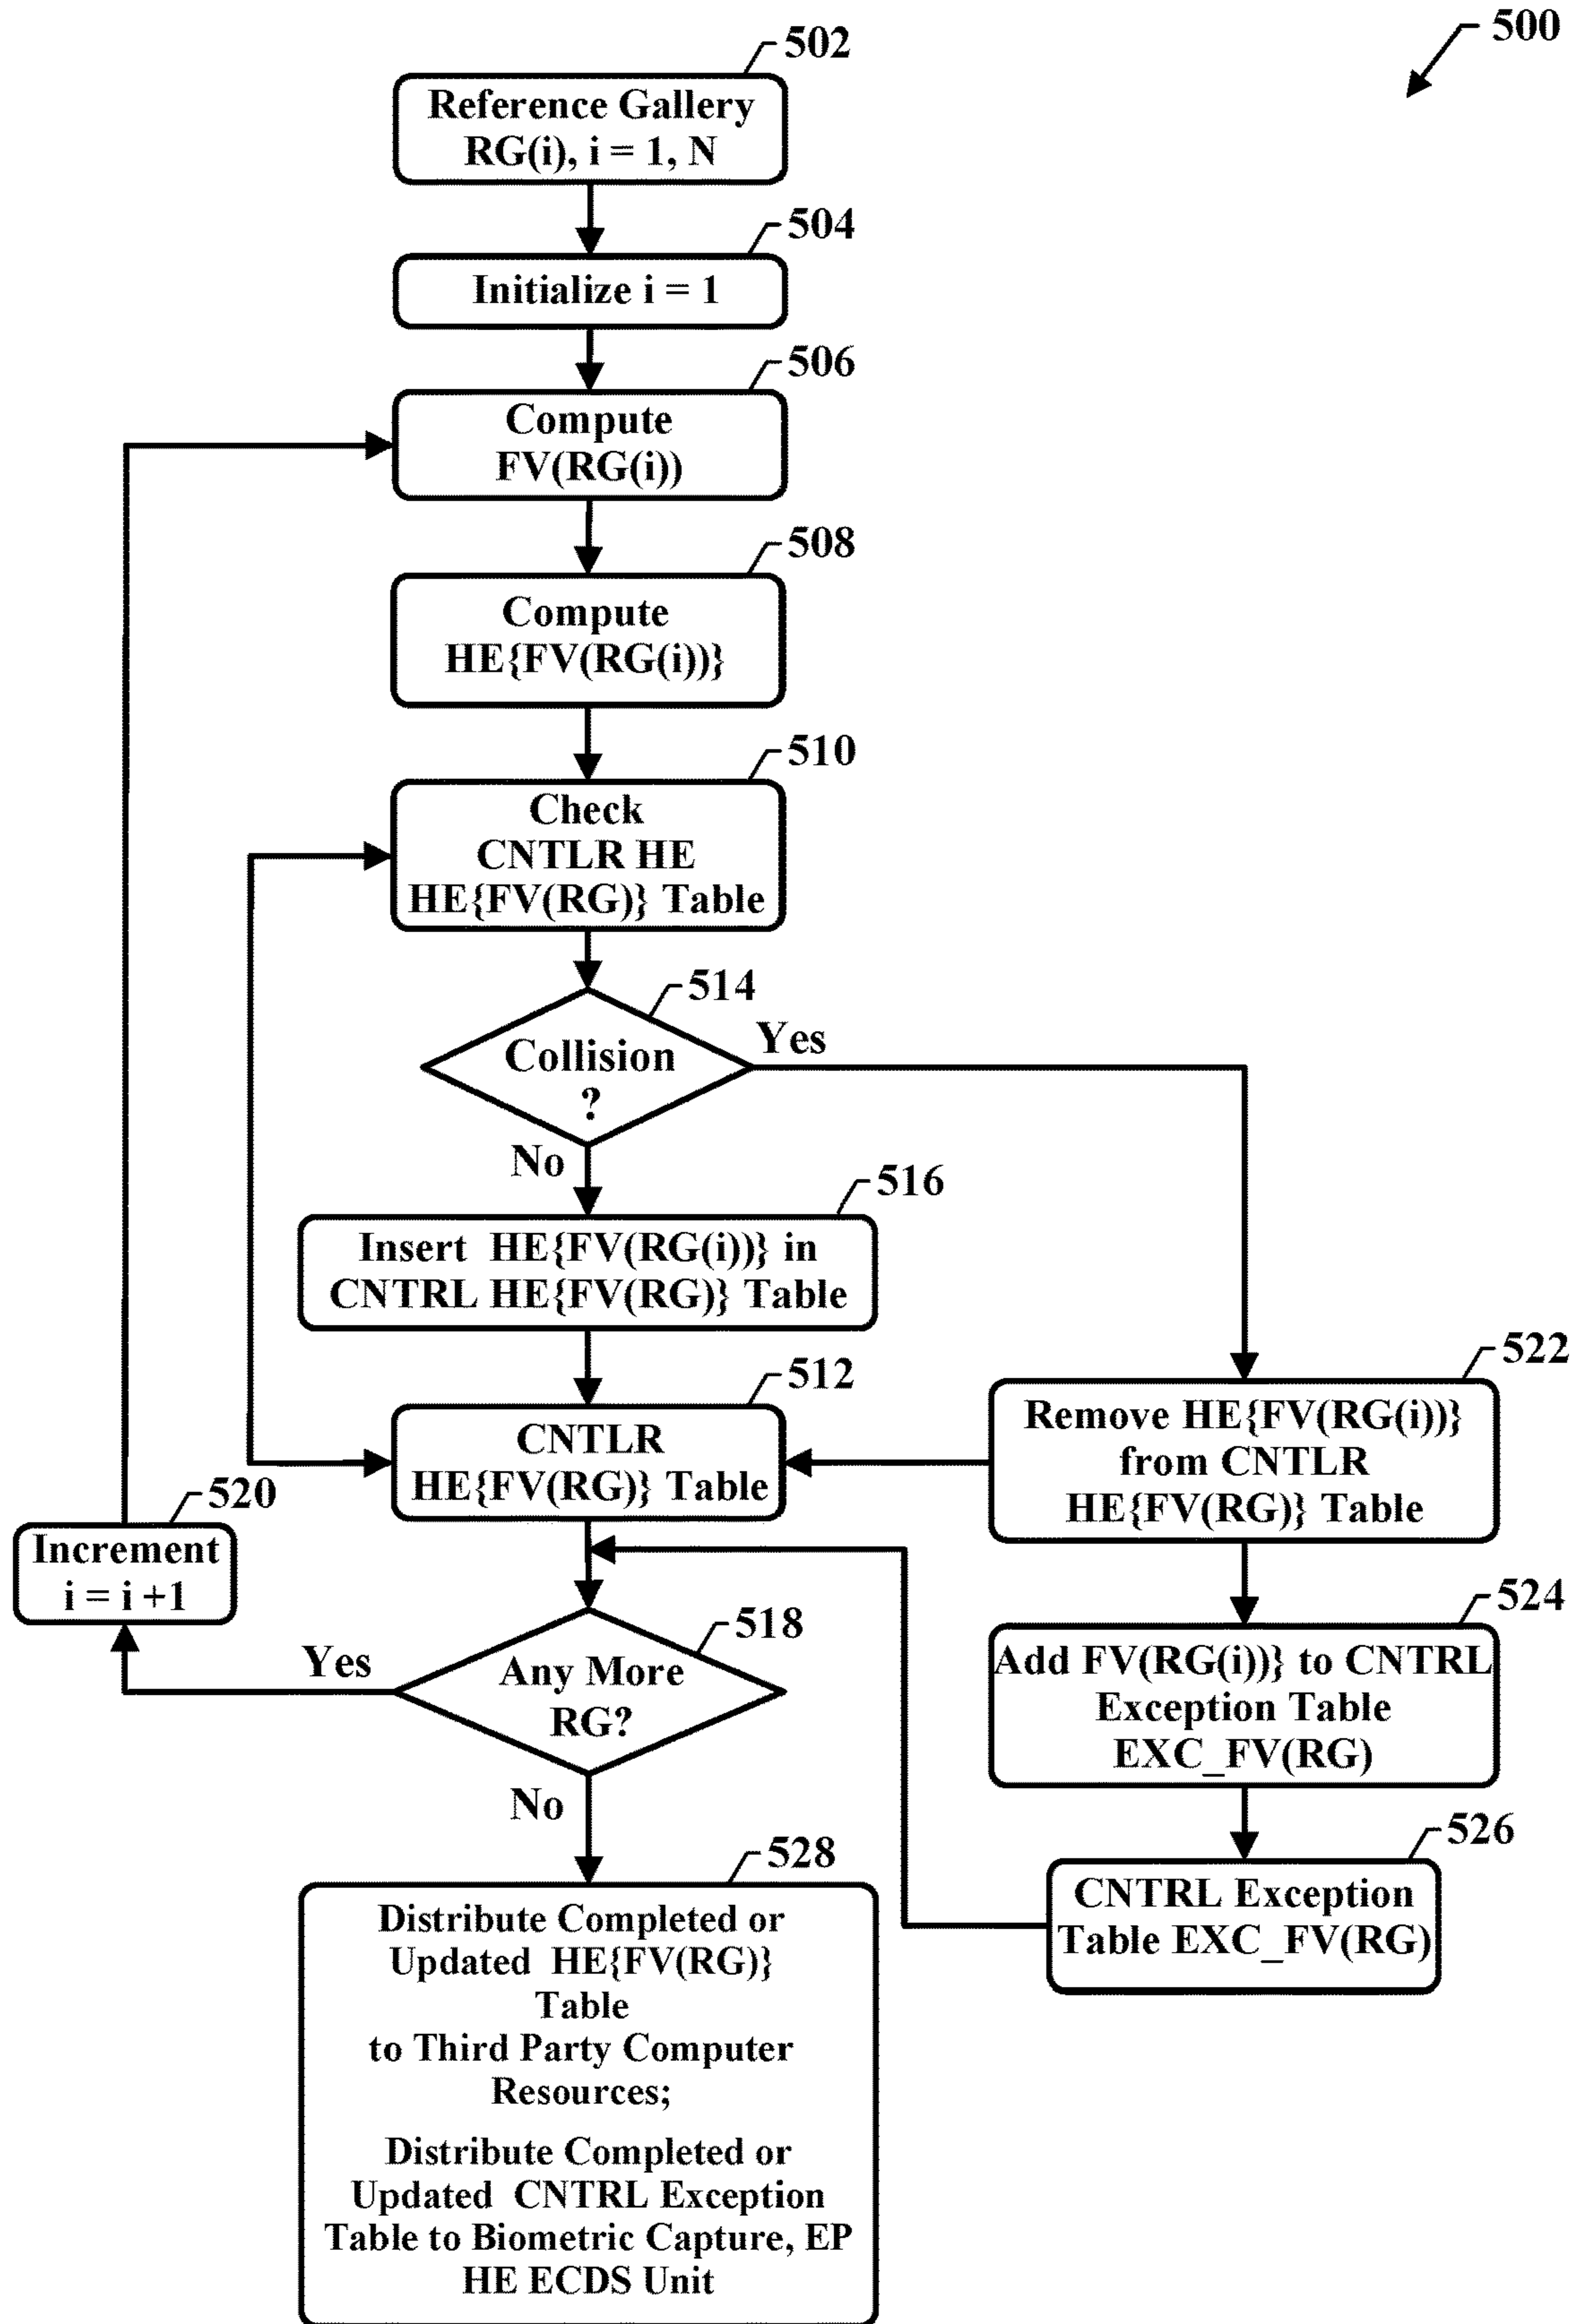 500
502
Reference Gallery
RG(i), i = 1, N
504
Initialize i = 1
506
Compute
FV(RG(i))
508
Compute
HE{FV(RG(i))}
510
Check
CNTLR HE
HE{FV(RG)} Table
514
Collision
?
Yes
No
516
Insert HE{FV(RG(i))} in
CNTRL HE{FV(RG)} Table
512
CNTLR
HE{FV(RG)} Table
522
Remove HE{FV(RG(i))}
from CNTLR
HE{FV(RG)} Table
520
Increment
i = i +1
524
Add FV(RG(i))} to CNTRL
Exception Table
EXC_FV(RG)
518
Any More
RG?
Yes
No
526
CNTRL Exception
Table EXC_FV(RG)
528
Distribute Completed or
Updated HE{FV(RG)}
Table
to Third Party Computer
Resources;
Distribute Completed or
Updated CNTRL Exception
Table to Biometric Capture, EP
HE ECDS Unit